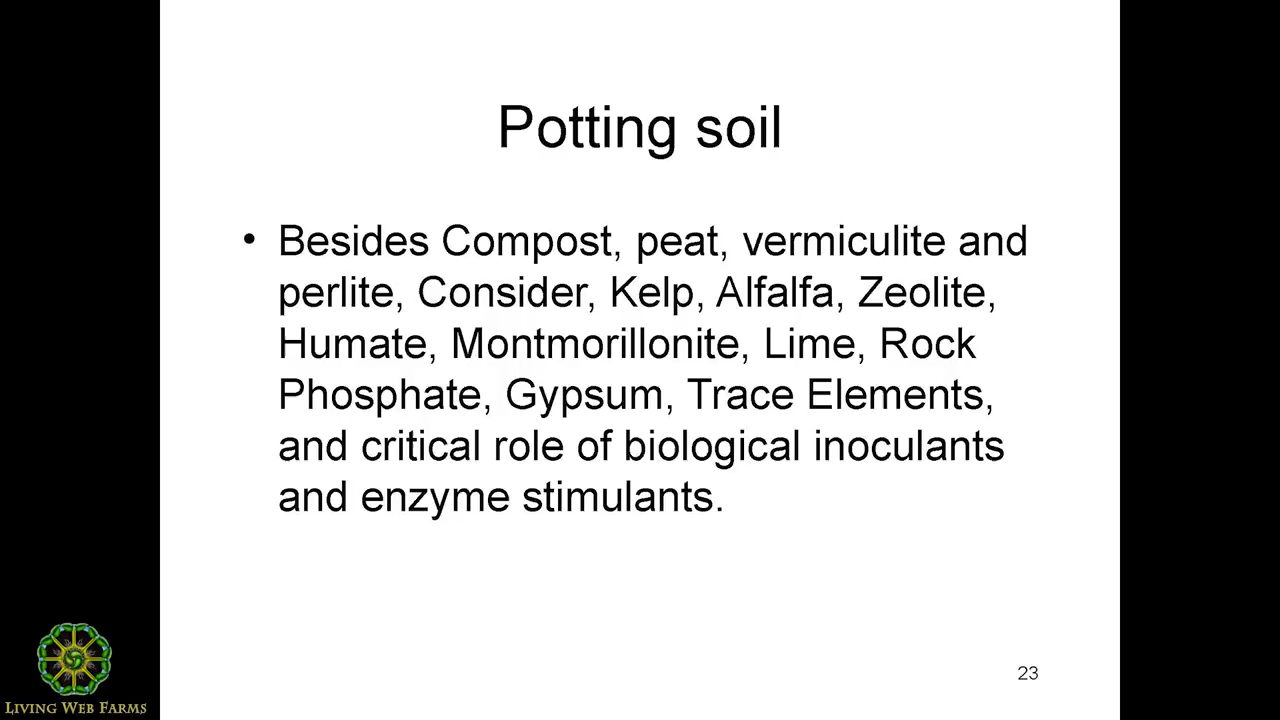 Potting soil
• Besides Compost, peat, vermiculite and
perlite, Consider, Kelp, Alfalfa, Zeolite,
Humate, Montmorillonite, Lime, Rock
Phosphate, Gypsum, Trace Elements,
and critical role of biological inoculants
and enzyme stimulants.
23
LIVING WEB FARMS